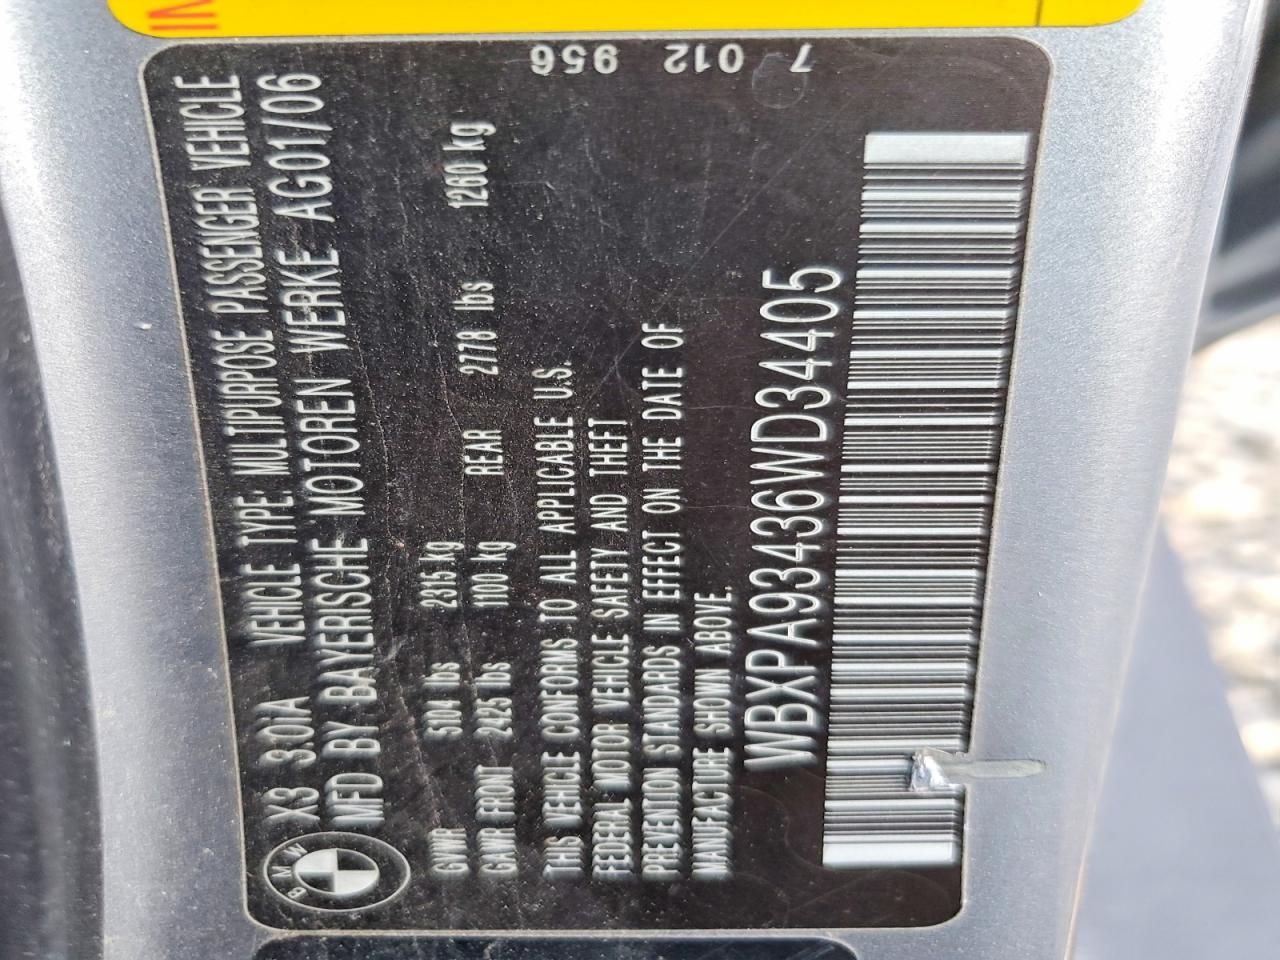 IN
BMW
X3 3.0iA VEHICLE TYPE: MULTIPURPOSE PASSENGER VEHICLE
MFD BY BAYERISCHE MOTOREN WERKE AG01/06
GVWR 5104 lbs 2315 kg
GAWR FRONT 2425 lbs 1100 kg REAR 2778 lbs 1260 kg
THIS VEHICLE CONFORMS TO ALL APPLICABLE U.S.
FEDERAL MOTOR VEHICLE SAFETY AND THEFT
PREVENTION STANDARDS IN EFFECT ON THE DATE OF
MANUFACTURE SHOWN ABOVE.
WBXPA93436WD34405
7 012 956